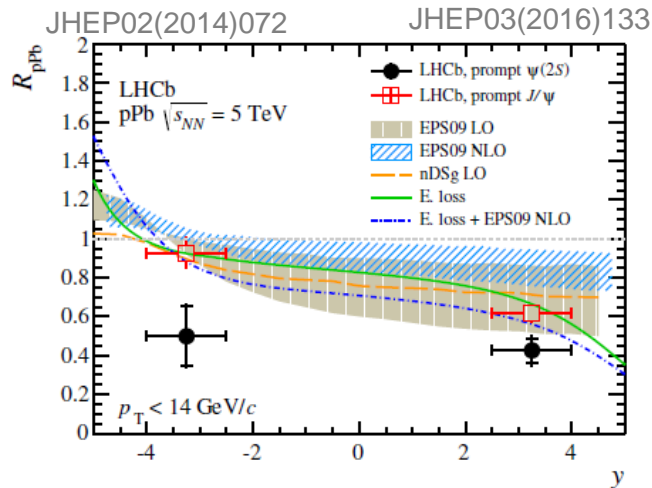 JHEP02(2014)072 JHEP03(2016)133
R_pPb
2
1.8
1.6
1.4
1.2
1
0.8
0.6
0.4
0.2
0
LHCb
pPb √s_NN = 5 TeV
LHCb, prompt ψ(2S)
LHCb, prompt J/ψ
EPS09 LO
EPS09 NLO
nDSg LO
E. loss
E. loss + EPS09 NLO
p_T < 14 GeV/c
-4 -2 0 2 4
y